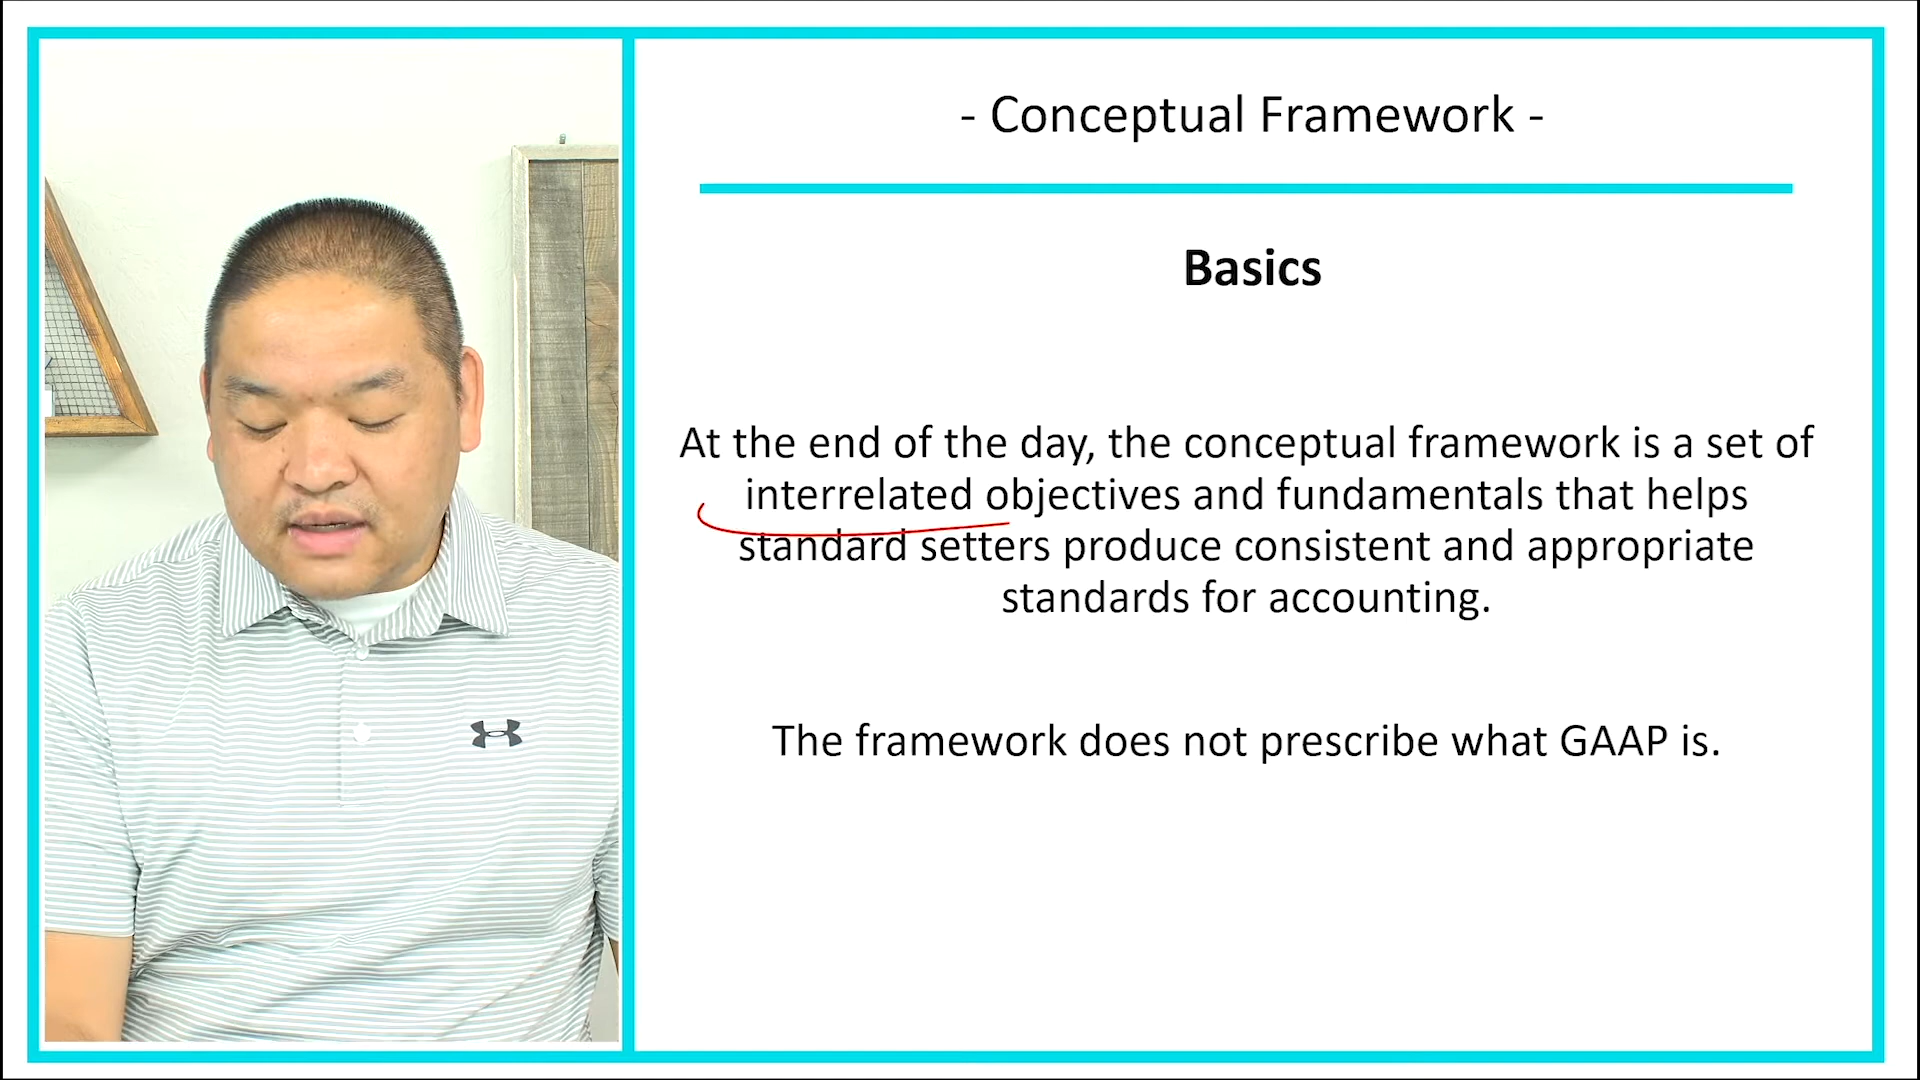 - Conceptual Framework -
Basics
At the end of the day, the conceptual framework is a set of
interrelated objectives and fundamentals that helps
standard setters produce consistent and appropriate
standards for accounting.
The framework does not prescribe what GAAP is.